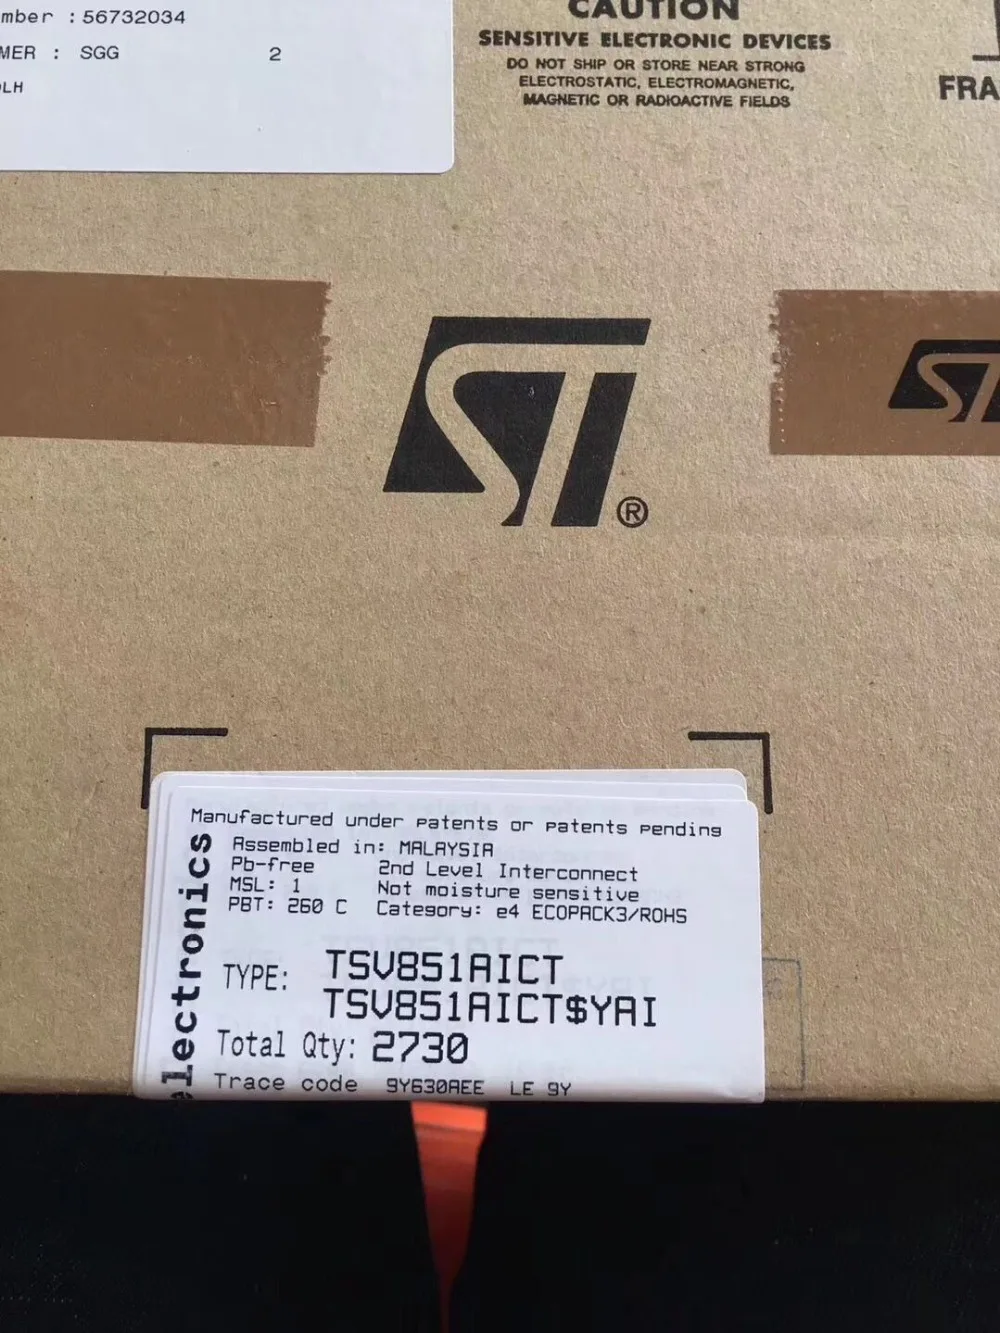 mber : 56732034
MER : SGG 2
LH
CAUTION
SENSITIVE ELECTRONIC DEVICES
DO NOT SHIP OR STORE NEAR STRONG
ELECTROSTATIC, ELECTROMAGNETIC,
MAGNETIC OR RADIOACTIVE FIELDS
FRA
ST
ST®
Manufactured under patents or patents pending
Assembled in: MALAYSIA
Pb-free 2nd Level Interconnect
MSL: 1 Not moisture sensitive
PBT: 260 C Category: e4 ECOPACK3/ROHS
electronics
TYPE: TSV851AICT
TSV851AICT$YAI
Total Qty: 2730
Trace code 9Y630AEE LE 9Y